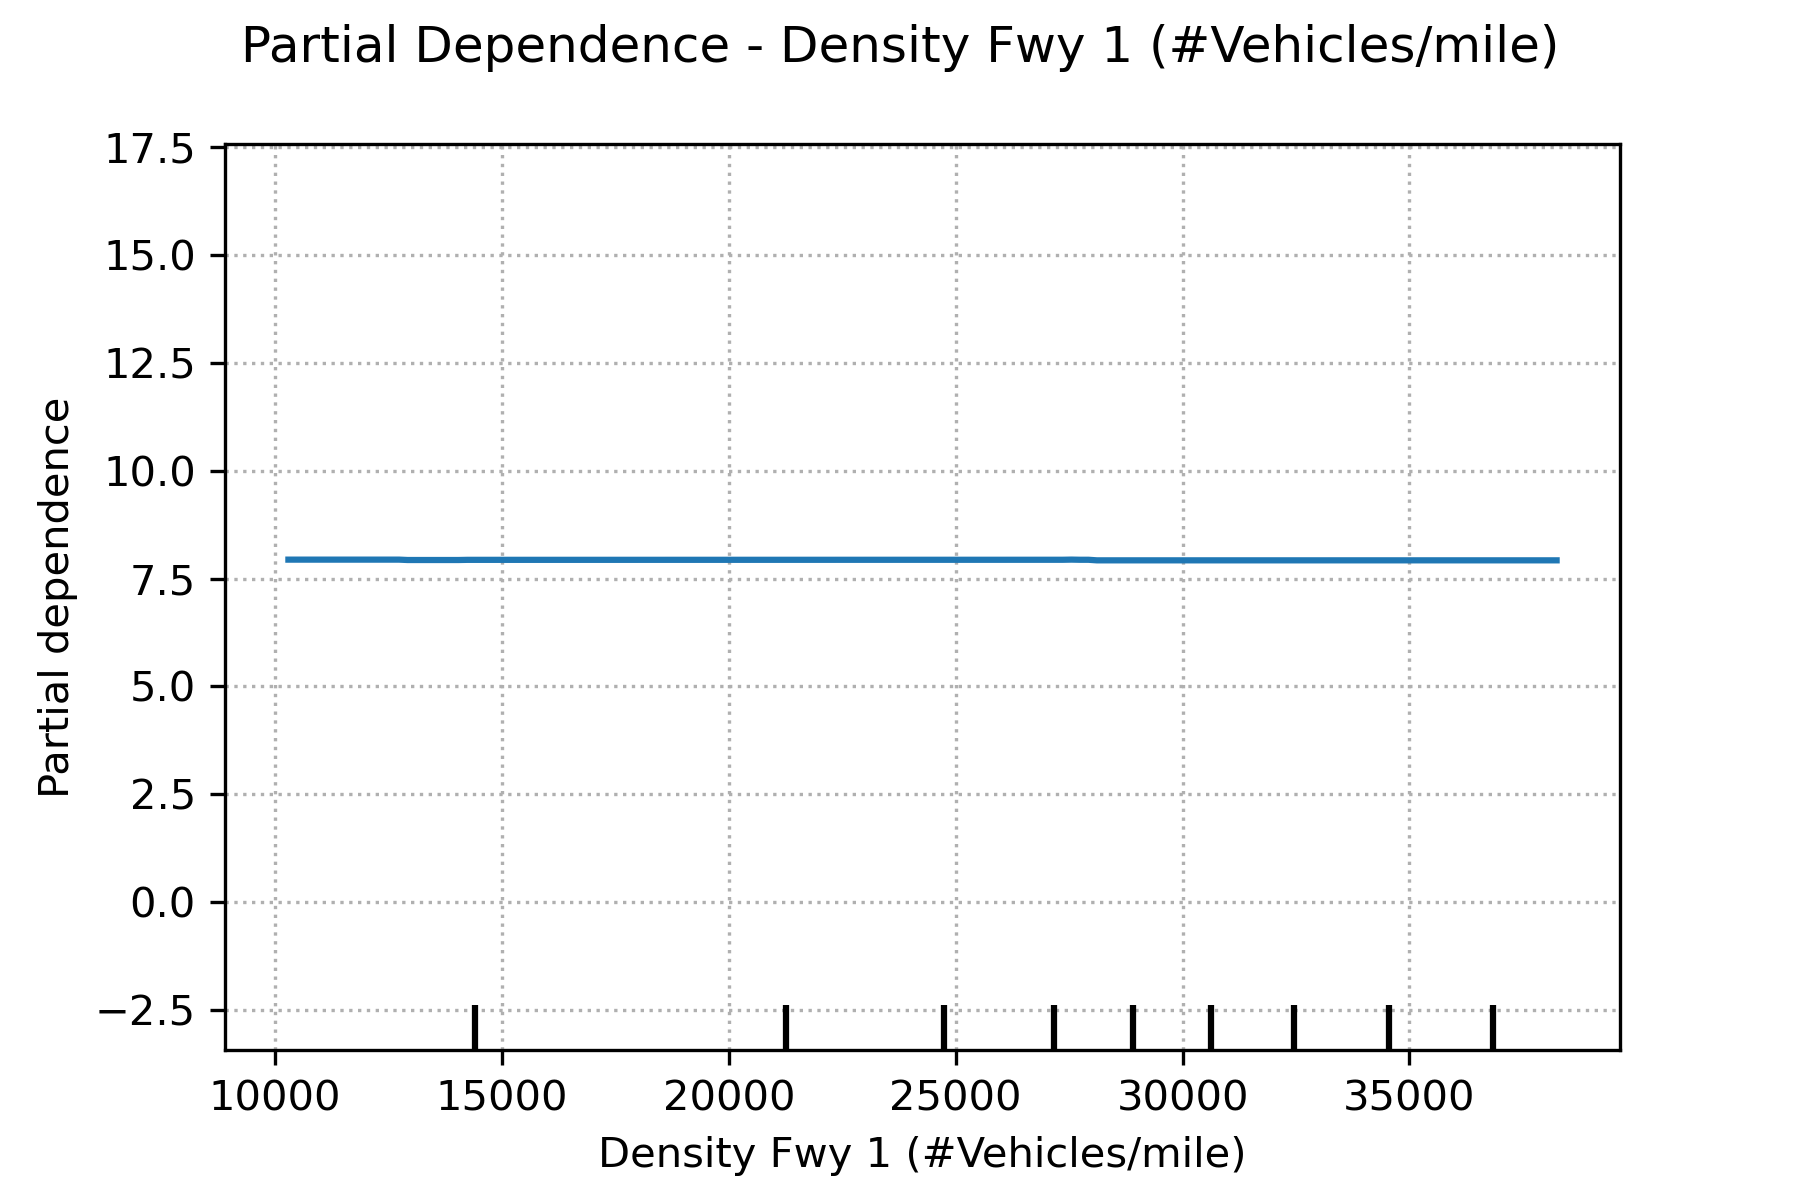 Partial Dependence - Density Fwy 1 (#Vehicles/mile)
17.5
15.0
12.5
10.0
7.5
5.0
2.5
0.0
−2.5
Partial dependence
10000 15000 20000 25000 30000 35000
Density Fwy 1 (#Vehicles/mile)